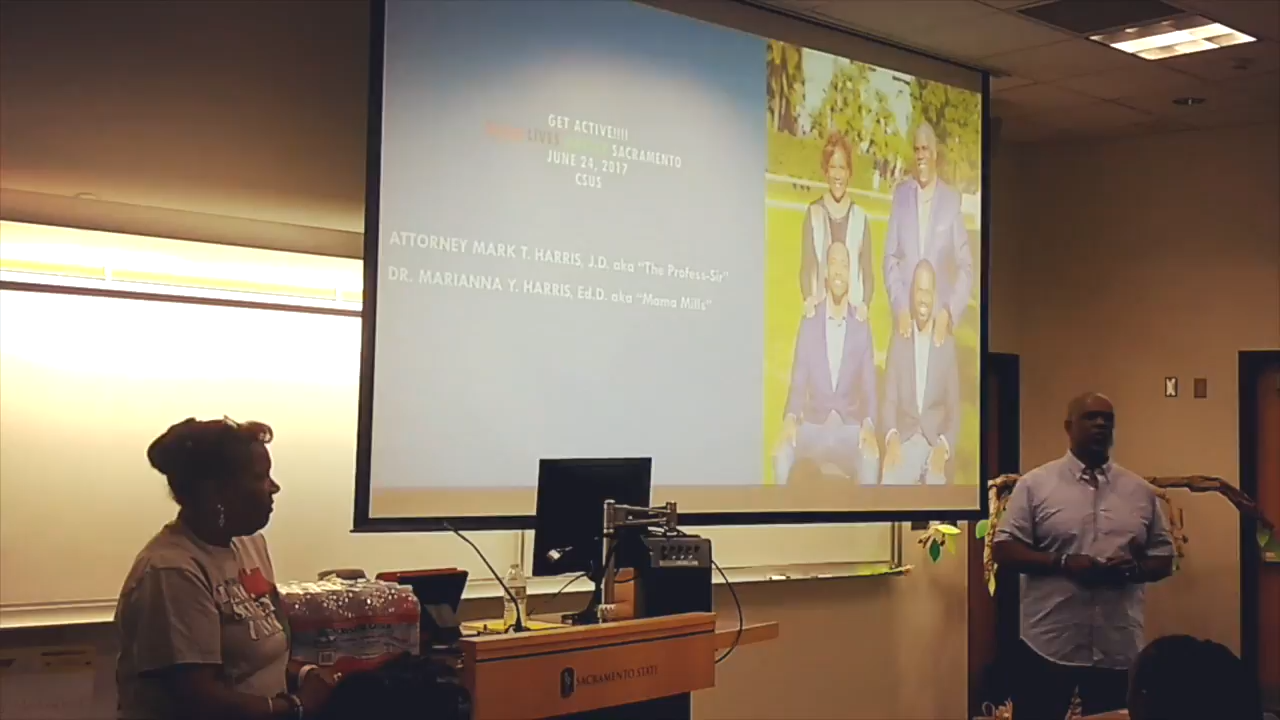 GET ACTIVE!!!!
LIVES SACRAMENTO
JUNE 24, 2017
CSUS
ATTORNEY MARK T. HARRIS, J.D. aka "The Profess-Sir"
DR. MARIANNA Y. HARRIS, Ed.D. aka "Mama Mills"
SACRAMENTO STATE